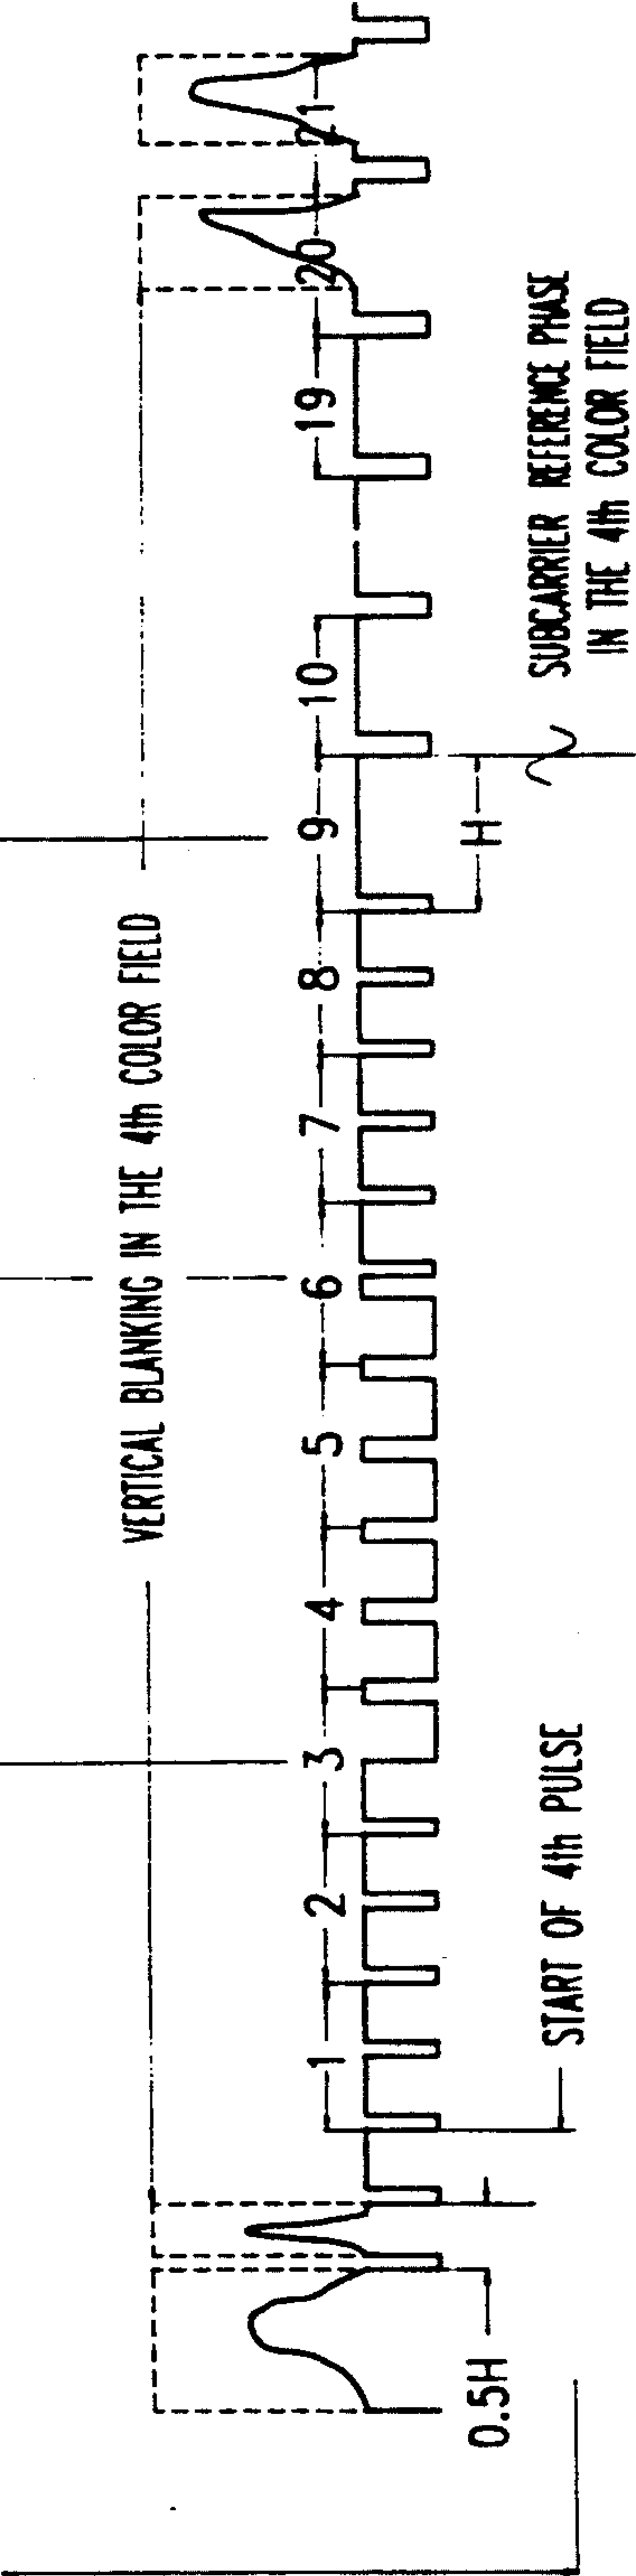 VERTICAL BLANKING IN THE 4th COLOR FIELD
1 2 3 4 5 6 7 8 9 10 19 20 21
0.5H
H
START OF 4th PULSE
SUBCARRIER REFERENCE PHASE
IN THE 4th COLOR FIELD